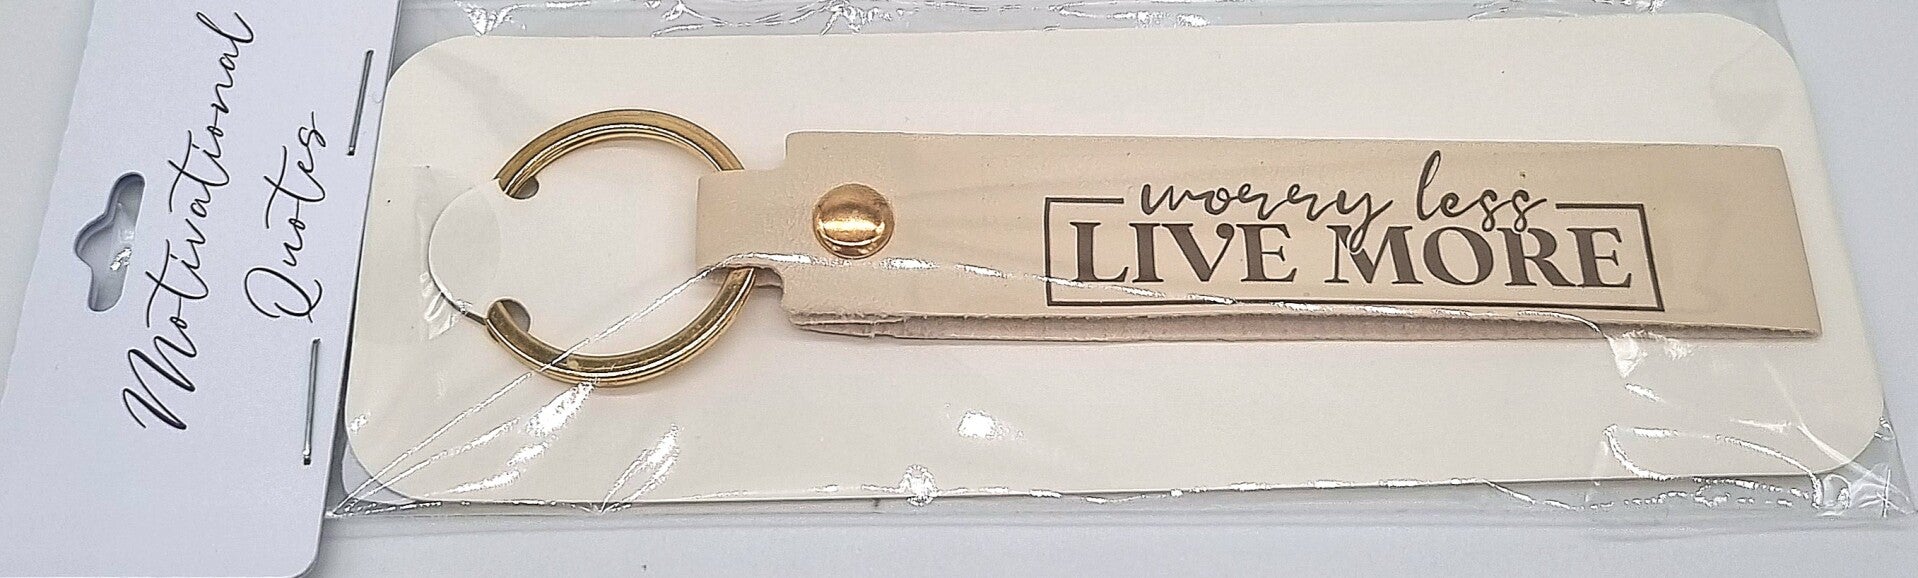 Motivational
Quotes
worry less
LIVE MORE